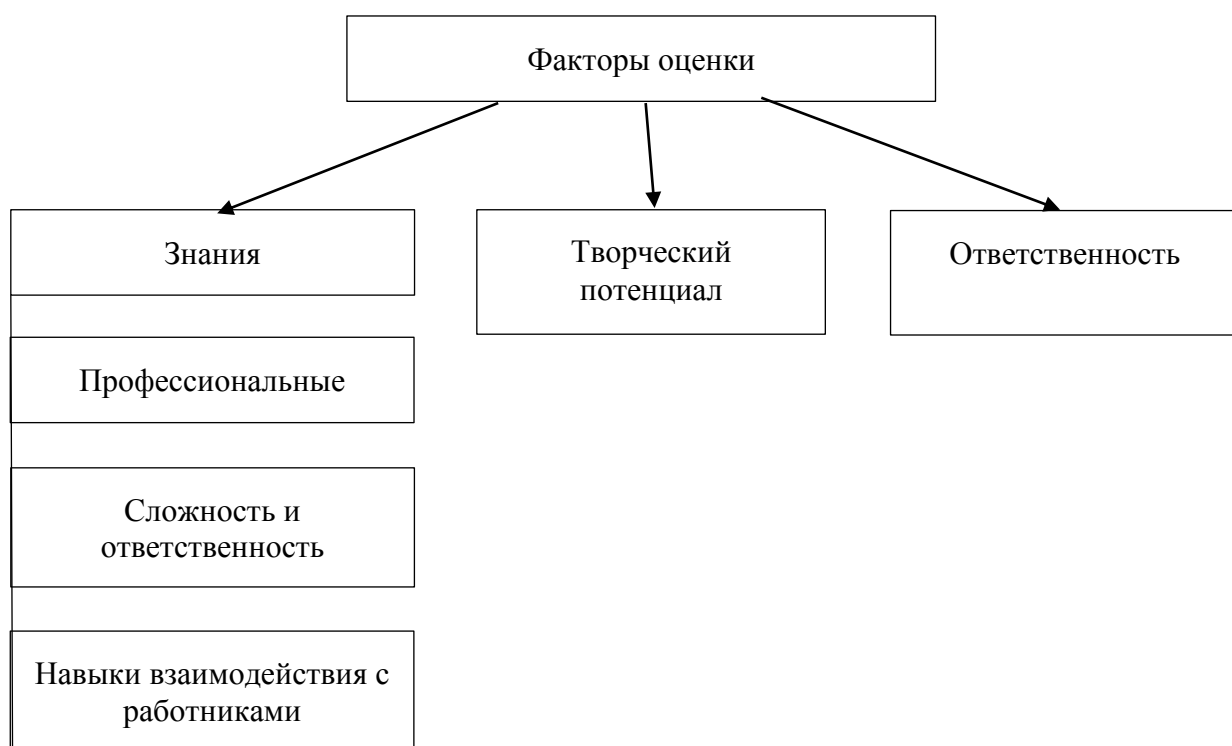 Факторы оценки
Знания
Творческий
потенциал
Ответственность
Профессиональные
Сложность и
ответственность
Навыки взаимодействия с
работниками